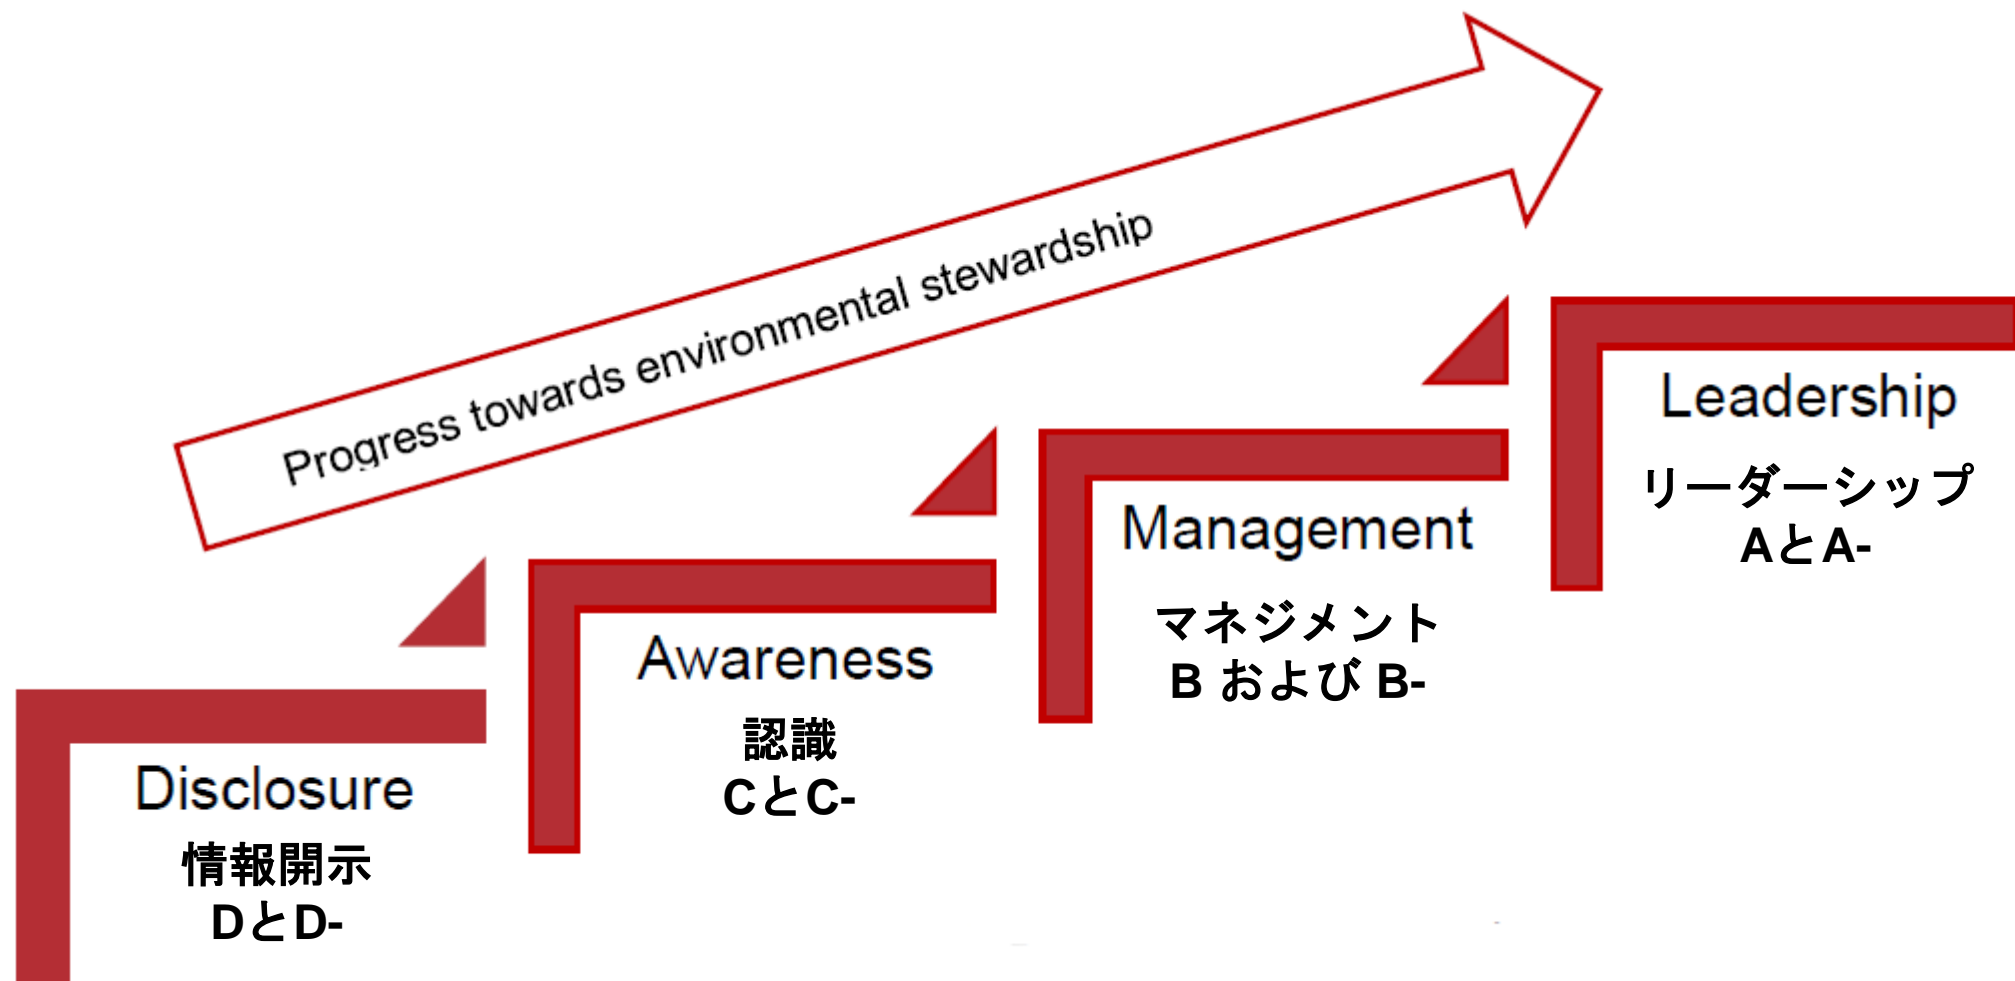 Progress towards environmental stewardship
Leadership
リーダーシップ
AとA-
Management
マネジメント
B および B-
Awareness
認識
CとC-
Disclosure
情報開示
DとD-